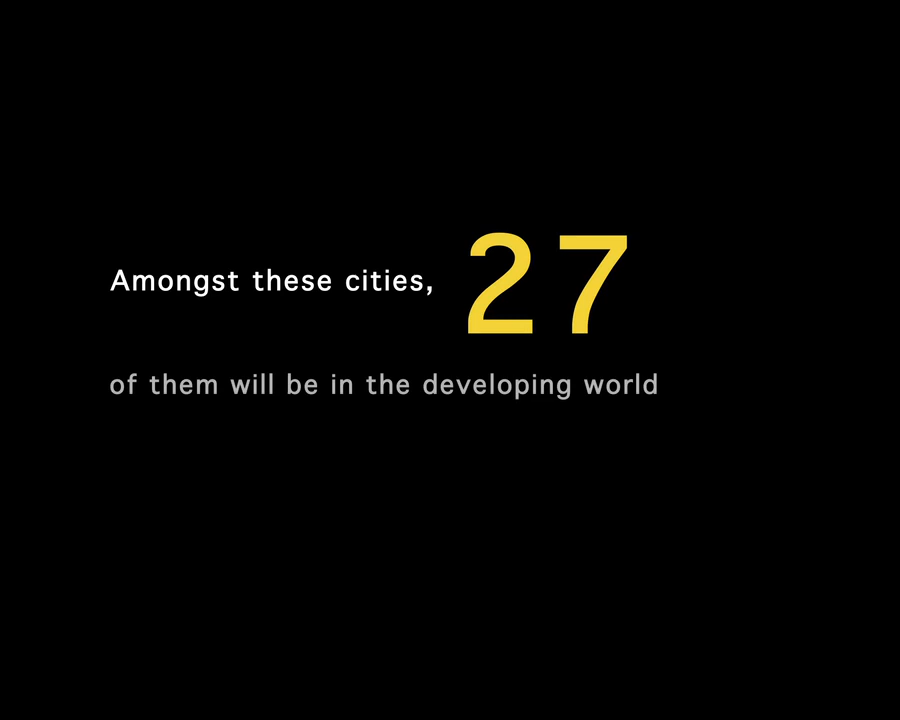 Amongst these cities, 27
of them will be in the developing world